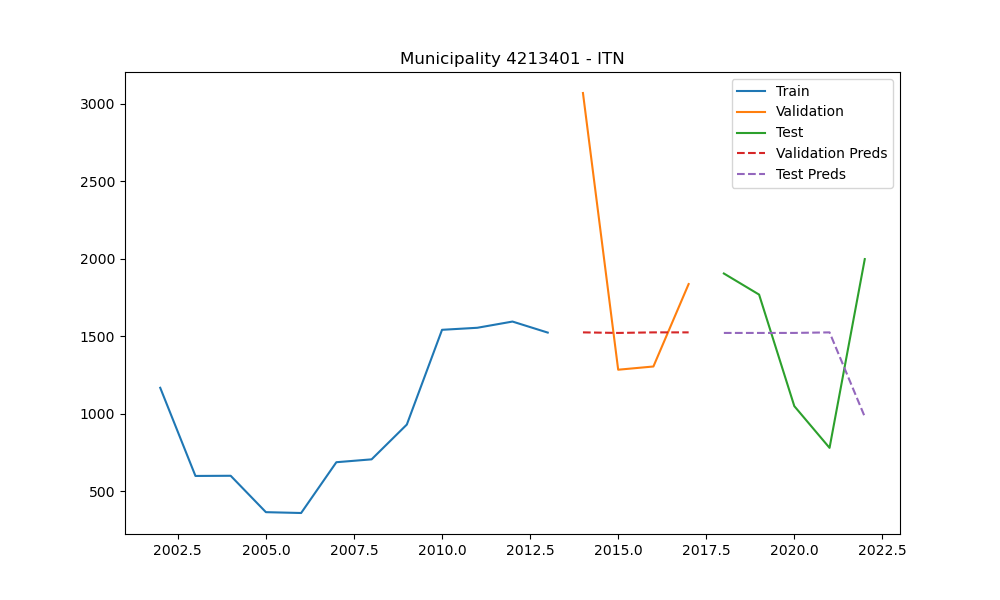 Municipality 4213401 - ITN
Train
Validation
Test
Validation Preds
Test Preds
3000
2500
2000
1500
1000
500
2002.5 2005.0 2007.5 2010.0 2012.5 2015.0 2017.5 2020.0 2022.5